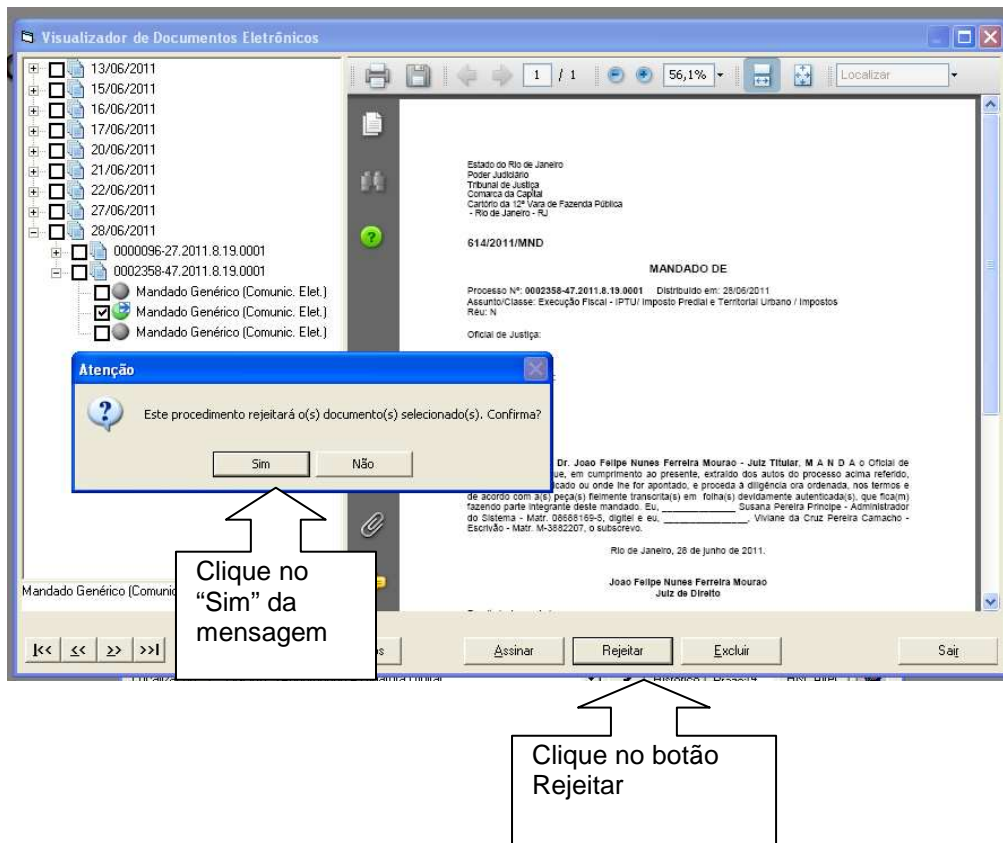 Visualizador de Documentos Eletrônicos
13/06/2011
15/06/2011
16/06/2011
17/06/2011
20/06/2011
21/06/2011
22/06/2011
27/06/2011
28/06/2011
0000096-27.2011.8.19.0001
0002358-47.2011.8.19.0001
Mandado Genérico (Comunic. Elet.)
Mandado Genérico (Comunic. Elet.)
Mandado Genérico (Comunic. Elet.)
1 / 1 56,1% Localizar
Estado do Rio de Janeiro
Poder Judiciário
Tribunal de Justiça
Comarca da Capital
Cartório da 12ª Vara de Fazenda Pública
- Rio de Janeiro - RJ
614/2011/MND
MANDADO DE
Processo Nº: 0002358-47.2011.8.19.0001 Distribuído em: 28/06/2011
Assunto/Classe: Execução Fiscal - IPTU/ Imposto Predial e Territorial Urbano / Impostos
Réu: N
Oficial de Justiça:
Atenção
Este procedimento rejeitará o(s) documento(s) selecionado(s). Confirma?
Sim Não
Dr. Joao Felipe Nunes Ferreira Mourao - Juiz Titular, M A N D A o Oficial de
ue, em cumprimento ao presente, extraído dos autos do processo acima referido,
icado ou onde lhe for apontado, e proceda à diligência ora ordenada, nos termos e
de acordo com a(s) peça(s) fielmente transcrita(s) em folha(s) devidamente autenticada(s), que fica(m)
fazendo parte integrante deste mandado. Eu, ______________ Susana Pereira Principe - Administrador
do Sistema - Matr. 08668169-5, digitei e eu, ______________, Viviane da Cruz Pereira Camacho -
Escrivão - Matr. M-3882207, o subscrevo.
Rio de Janeiro, 28 de junho de 2011.
Joao Felipe Nunes Ferreira Mourao
Juiz de Direito
Mandado Genérico (Comunic
Clique no
“Sim” da
mensagem
|<< << >> >>| os Assinar Rejeitar Excluir Sair
Clique no botão
Rejeitar